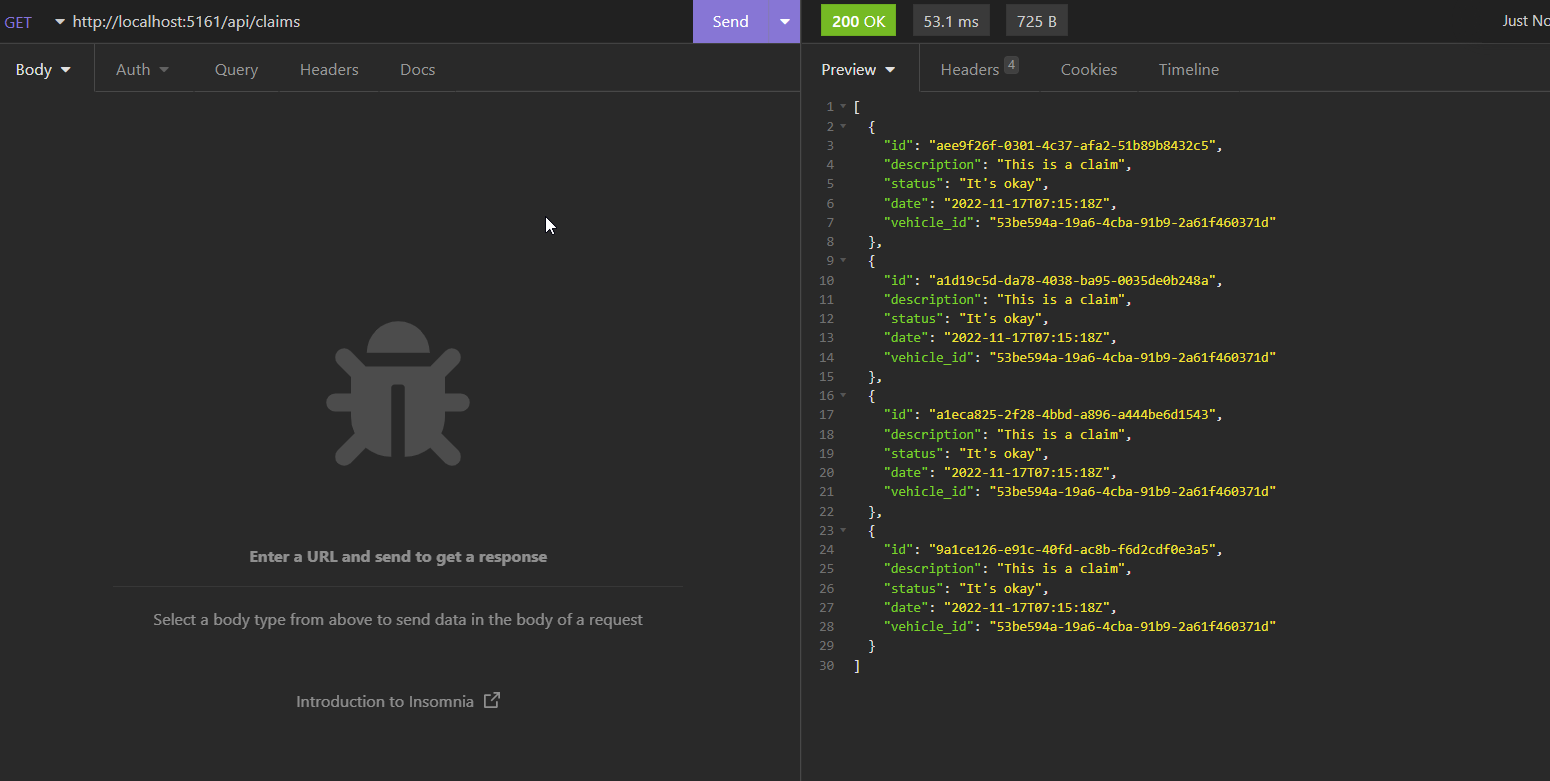 GET http://localhost:5161/api/claims Send 200 OK 53.1 ms 725 B Just No
Body Auth Query Headers Docs Preview Headers 4 Cookies Timeline
1 [
2 {
3 "id": "aee9f26f-0301-4c37-afa2-51b89b8432c5",
4 "description": "This is a claim",
5 "status": "It's okay",
6 "date": "2022-11-17T07:15:18Z",
7 "vehicle_id": "53be594a-19a6-4cba-91b9-2a61f460371d"
8 },
9 {
10 "id": "a1d19c5d-da78-4038-ba95-0035de0b248a",
11 "description": "This is a claim",
12 "status": "It's okay",
13 "date": "2022-11-17T07:15:18Z",
14 "vehicle_id": "53be594a-19a6-4cba-91b9-2a61f460371d"
15 },
16 {
17 "id": "a1eca825-2f28-4bbd-a896-a444be6d1543",
18 "description": "This is a claim",
19 "status": "It's okay",
20 "date": "2022-11-17T07:15:18Z",
21 "vehicle_id": "53be594a-19a6-4cba-91b9-2a61f460371d"
22 },
23 {
24 "id": "9a1ce126-e91c-40fd-ac8b-f6d2cdf0e3a5",
25 "description": "This is a claim",
26 "status": "It's okay",
27 "date": "2022-11-17T07:15:18Z",
28 "vehicle_id": "53be594a-19a6-4cba-91b9-2a61f460371d"
29 }
30 ]
Enter a URL and send to get a response
Select a body type from above to send data in the body of a request
Introduction to Insomnia